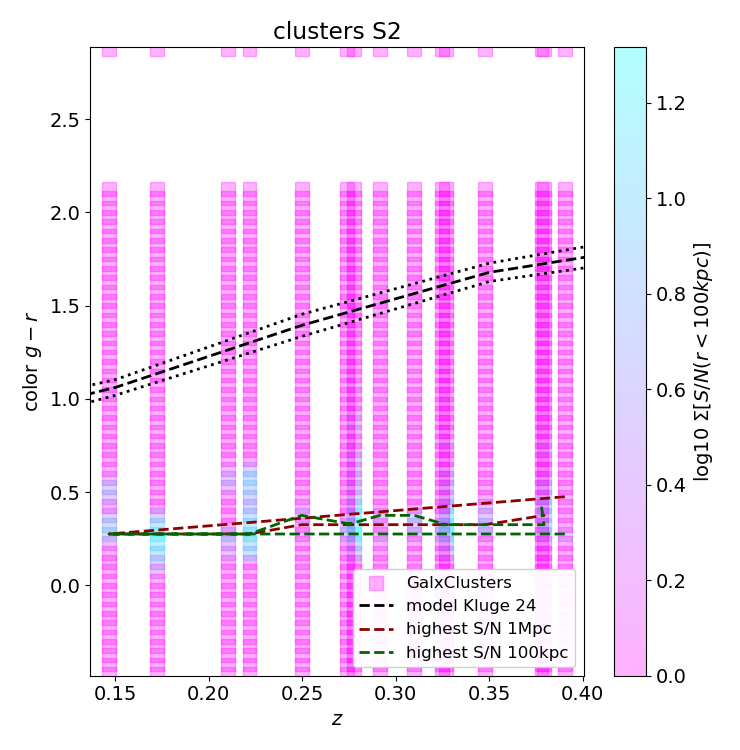 clusters S2
2.5
2.0
1.5
1.0
0.5
0.0
color g − r
0.15
0.20
0.25
0.30
0.35
0.40
z
GalxClusters
model Kluge 24
highest S/N 1Mpc
highest S/N 100kpc
1.2
1.0
0.8
0.6
0.4
0.2
0.0
log10 Σ[S/N(r < 100kpc)]